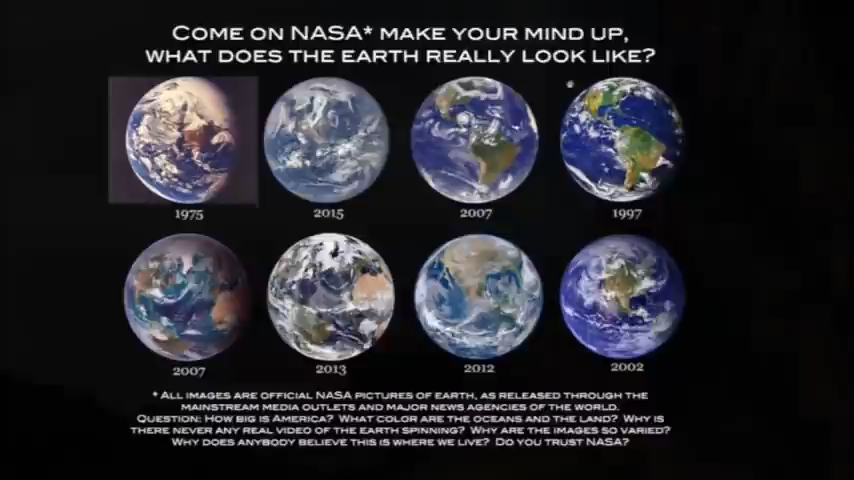 COME ON NASA* MAKE YOUR MIND UP,
WHAT DOES THE EARTH REALLY LOOK LIKE?
1975
2015
2007
1997
2007
2013
2012
2002
* ALL IMAGES ARE OFFICIAL NASA PICTURES OF EARTH, AS RELEASED THROUGH THE
MAINSTREAM MEDIA OUTLETS AND MAJOR NEWS AGENCIES OF THE WORLD.
QUESTION: HOW BIG IS AMERICA? WHAT COLOR ARE THE OCEANS AND THE LAND? WHY IS
THERE NEVER ANY REAL VIDEO OF THE EARTH SPINNING? WHY ARE THE IMAGES SO VARIED?
WHY DOES ANYBODY BELIEVE THIS IS WHERE WE LIVE? DO YOU TRUST NASA?